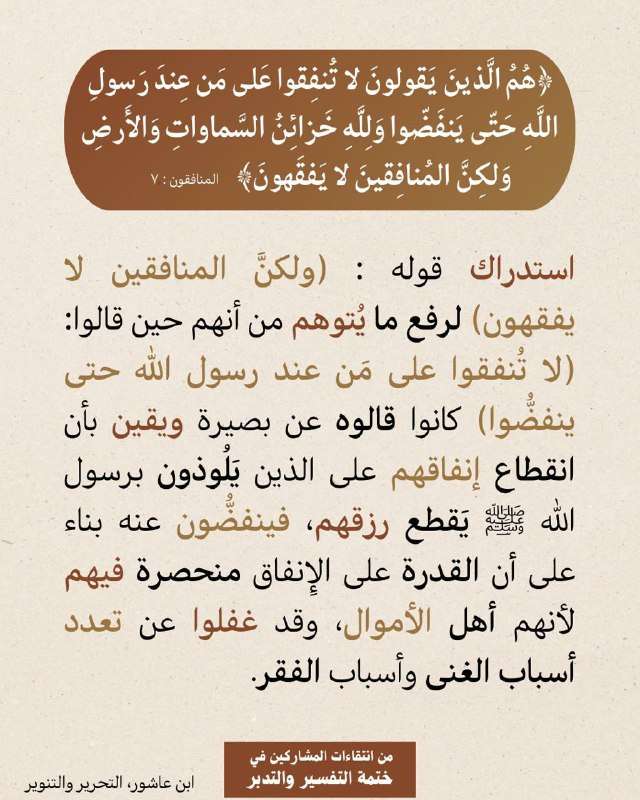 ﴿هُمُ الَّذينَ يَقولونَ لا تُنفِقوا عَلى مَن عِندَ رَسولِ
اللَّهِ حَتّى يَنفَضّوا وَلِلَّهِ خَزائِنُ السَّماواتِ وَالأَرضِ
وَلكِنَّ المُنافِقينَ لا يَفقَهونَ﴾ المنافقون : ٧
استدراك قوله : (ولكنَّ المنافقين لا
يفقهون) لرفع ما يُتوهم من أنهم حين قالوا:
(لا تُنفقوا على مَن عند رسول الله حتى
ينفضُّوا) كانوا قالوه عن بصيرة ويقين بأن
انقطاع إنفاقهم على الذين يَلُوذون برسول
الله ﷺ يَقطع رزقهم، فينفضُّون عنه بناء
على أن القدرة على الإِنفاق منحصرة فيهم
لأنهم أهل الأموال، وقد غفلوا عن تعدد
أسباب الغنى وأسباب الفقر.
من انتقاءات المشاركين في
ختمة التفسير والتدبر
ابن عاشور، التحرير والتنوير